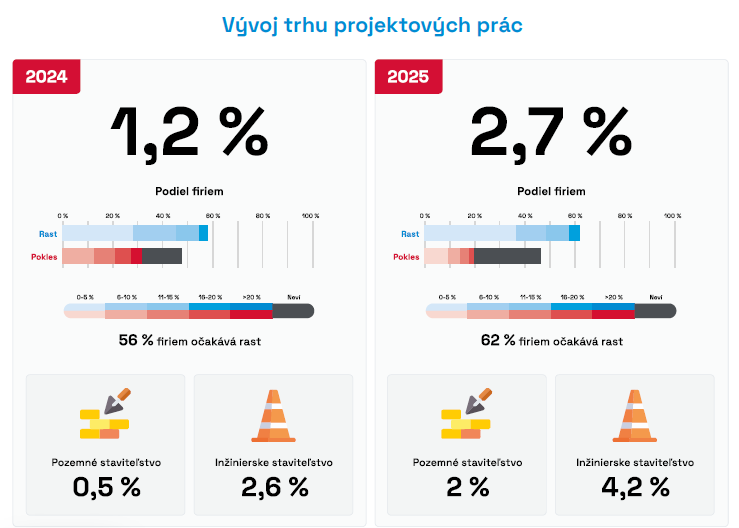 Vývoj trhu projektových prác
2024
1,2 %
Podiel firiem
0 % 20 % 40 % 60 % 80 % 100 %
Rast
Pokles
0-5 % 6-10 % 11-15 % 16-20 % >20 % Nevi
56 % firiem očakává rast
Pozemné staviteľstvo
0,5 %
Inžinierske staviteľstvo
2,6 %
2025
2,7 %
Podiel firiem
0 % 20 % 40 % 60 % 80 % 100 %
Rast
Pokles
0-5 % 6-10 % 11-15 % 16-20 % >20 % Nevi
62 % firiem očakává rast
Pozemné staviteľstvo
2 %
Inžinierske staviteľstvo
4,2 %